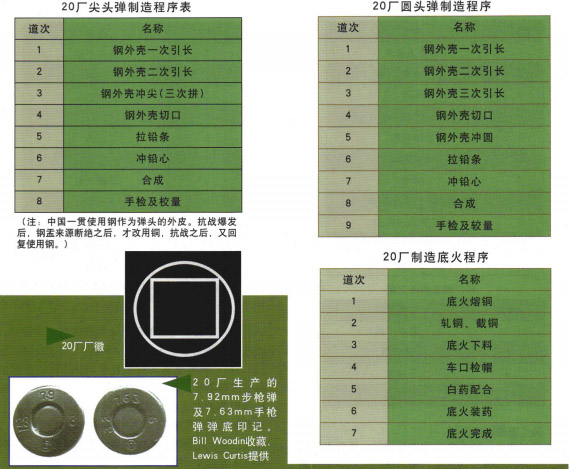 20厂尖头弹制造程序表
道次 名称
1 钢外壳一次引长
2 钢外壳二次引长
3 钢外壳冲尖(三次拼)
4 钢外壳切口
5 拉铅条
6 冲铅心
7 合成
8 手检及较量
(注：中国一贯使用钢作为弹头的外皮。抗战爆发
后，钢盂来源断绝之后，才改用铜，抗战之后，又回
复使用钢。)
20厂厂徽
20厂生产的
7.92mm步枪弹
及7.63mm手枪
弹弹底印记。
Bill Woodin收藏，
Lewis Curtis提供
20厂圆头弹制造程序
道次 名称
1 钢外壳一次引长
2 钢外壳二次引长
3 钢外壳三次引长
4 钢外壳切口
5 钢外壳冲圆
6 拉铅条
7 冲铅心
8 合成
9 手检及较量
20厂制造底火程序
道次 名称
1 底火熔铜
2 轧铜、截铜
3 底火下料
4 车口检帽
5 白药配合
6 底火装药
7 底火完成
79
763